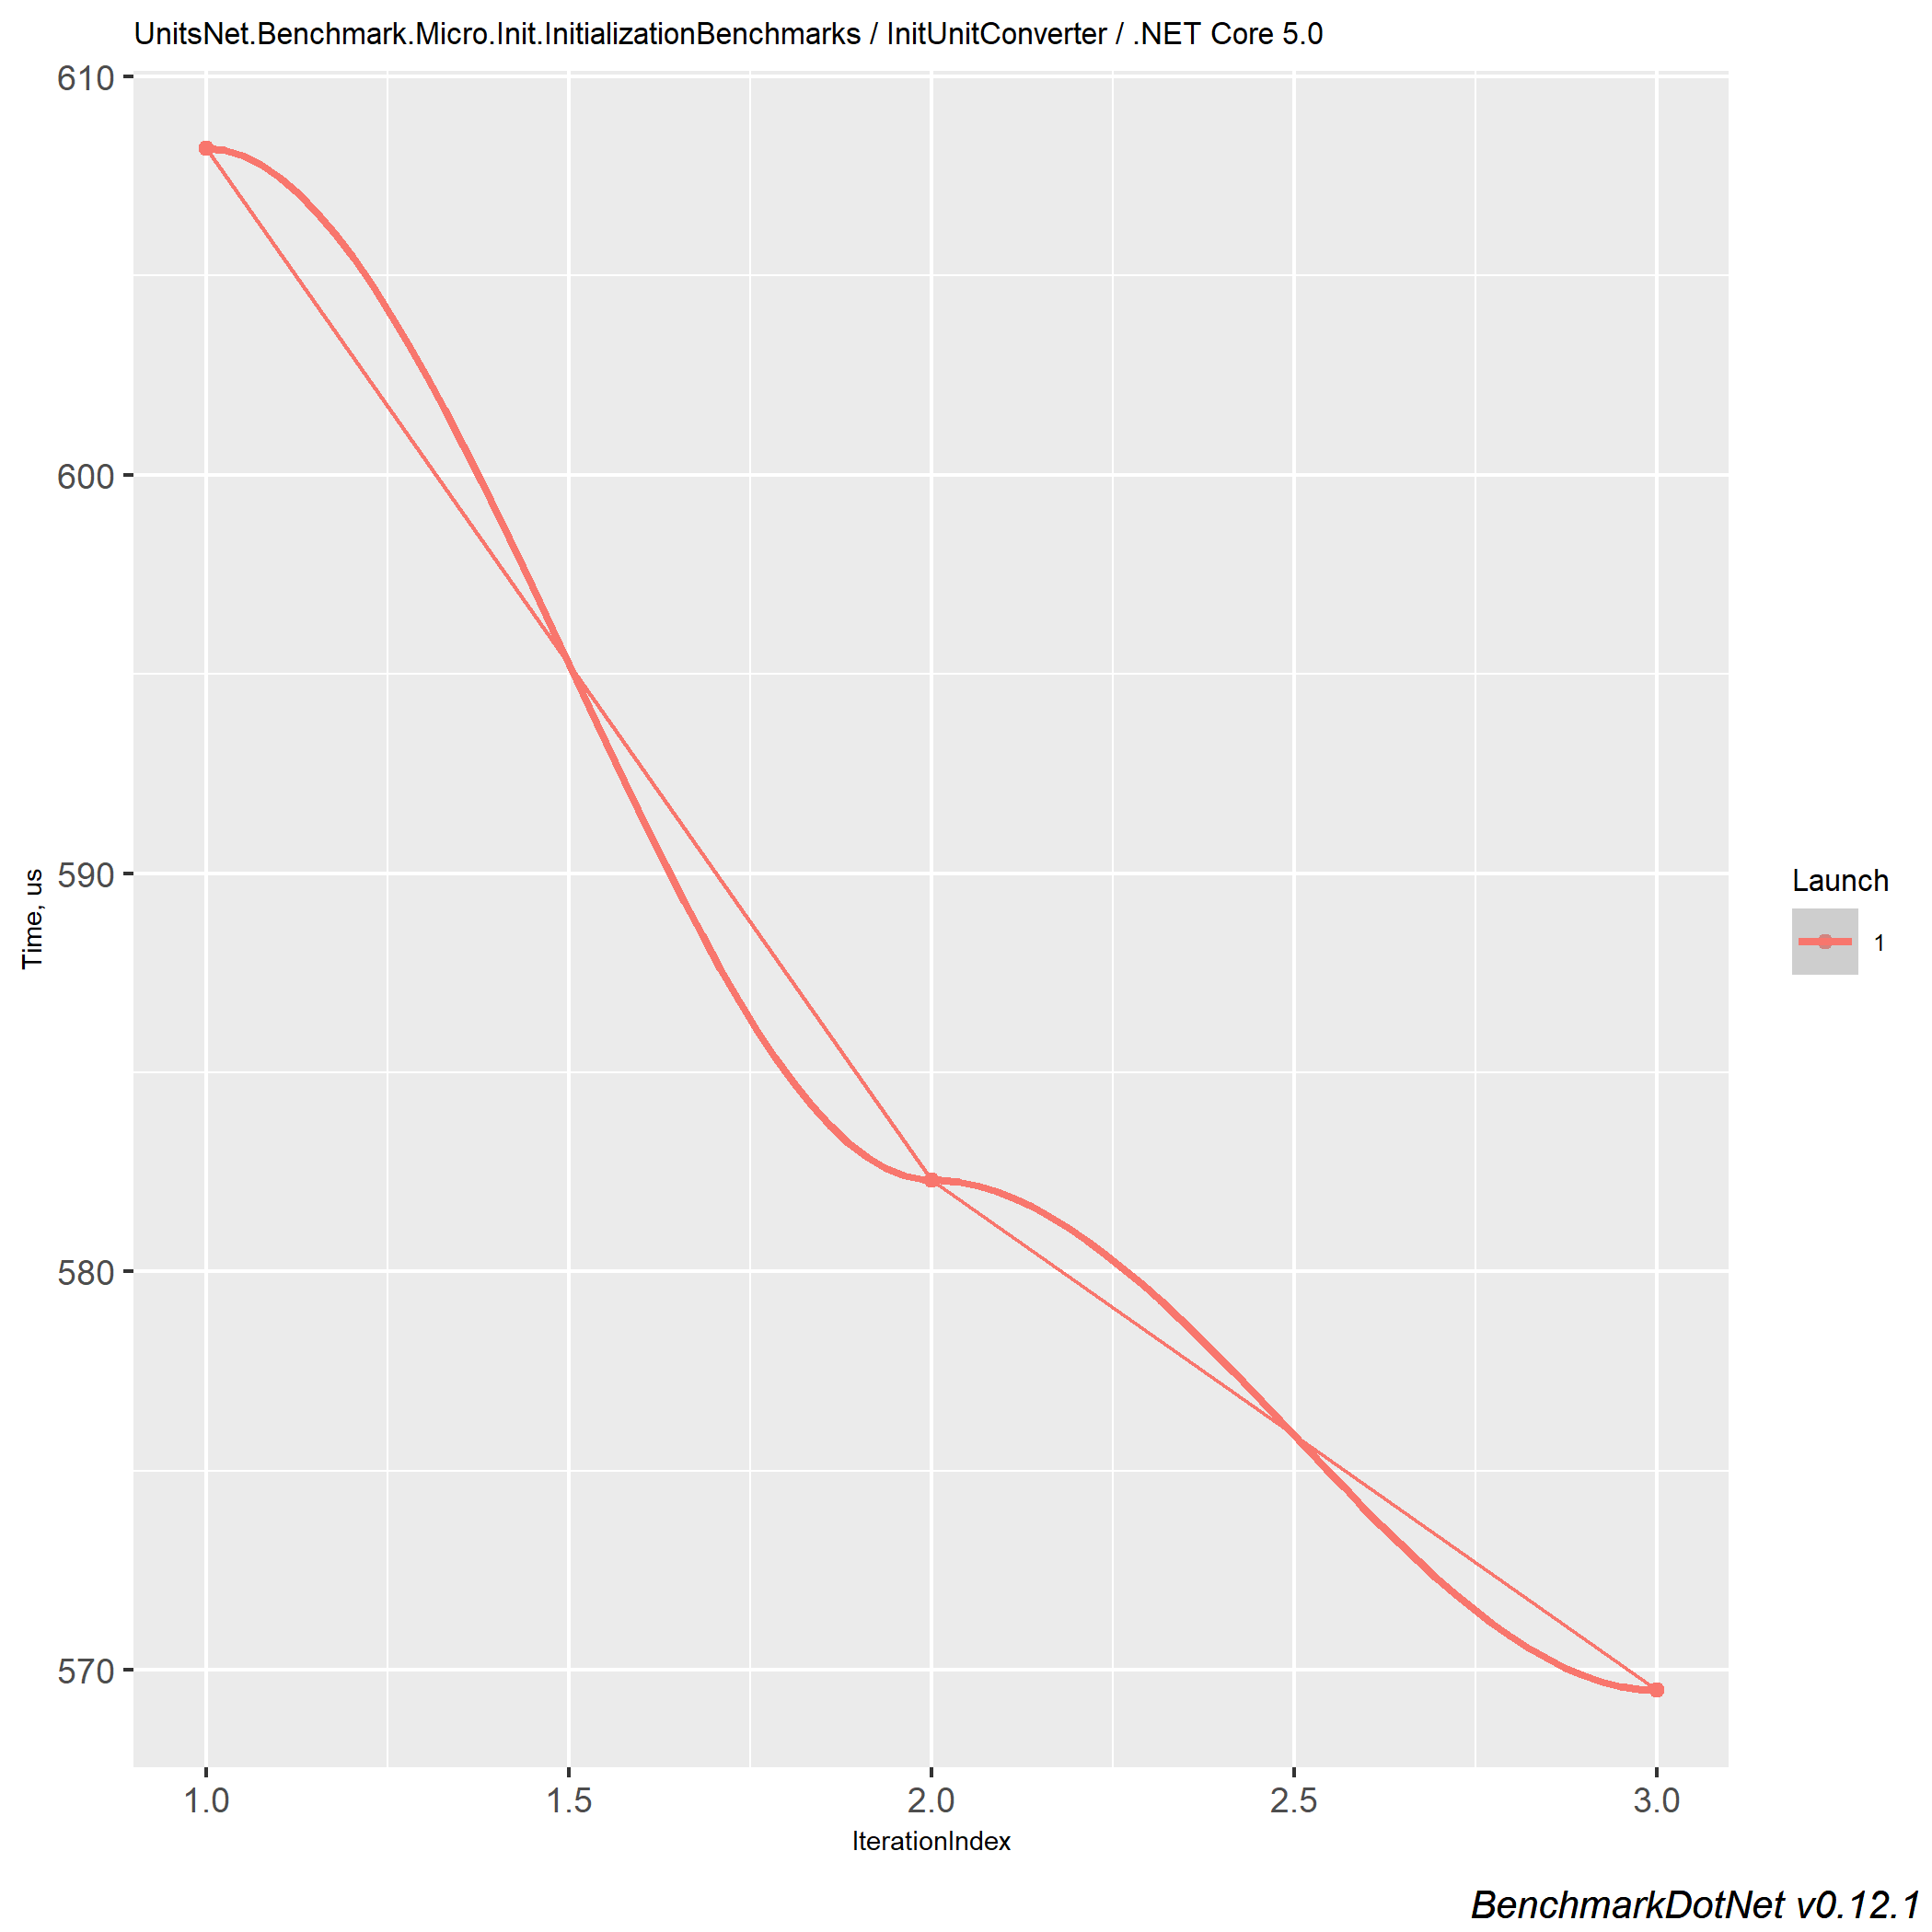 UnitsNet.Benchmark.Micro.Init.InitializationBenchmarks / InitUnitConverter / .NET Core 5.0
610
600
590
580
570
Time, us
1.0 1.5 2.0 2.5 3.0
IterationIndex
Launch
1
BenchmarkDotNet v0.12.1